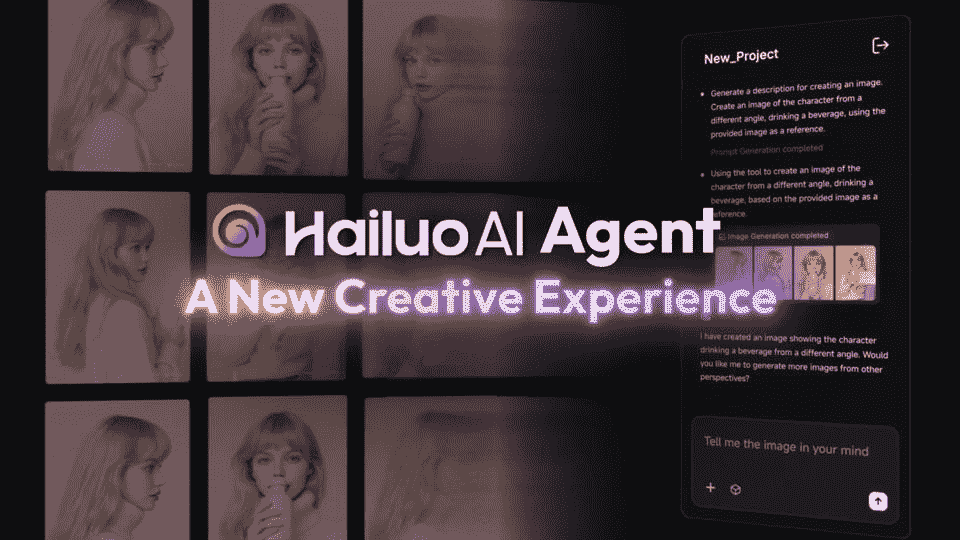 New_Project
Generate a description for creating an image.
Create an image of the character from a
different angle, drinking a beverage, using the
provided image as a reference.
Prompt Generation completed
Using the tool to create an image of the
character from a different angle, drinking a
beverage, based on the provided image as a
reference.
Image Generation completed
Hailuo AI Agent
A New Creative Experience
I have created an image showing the character
drinking a beverage from a different angle. Would
you like me to generate more images from other
perspectives?
Tell me the image in your mind